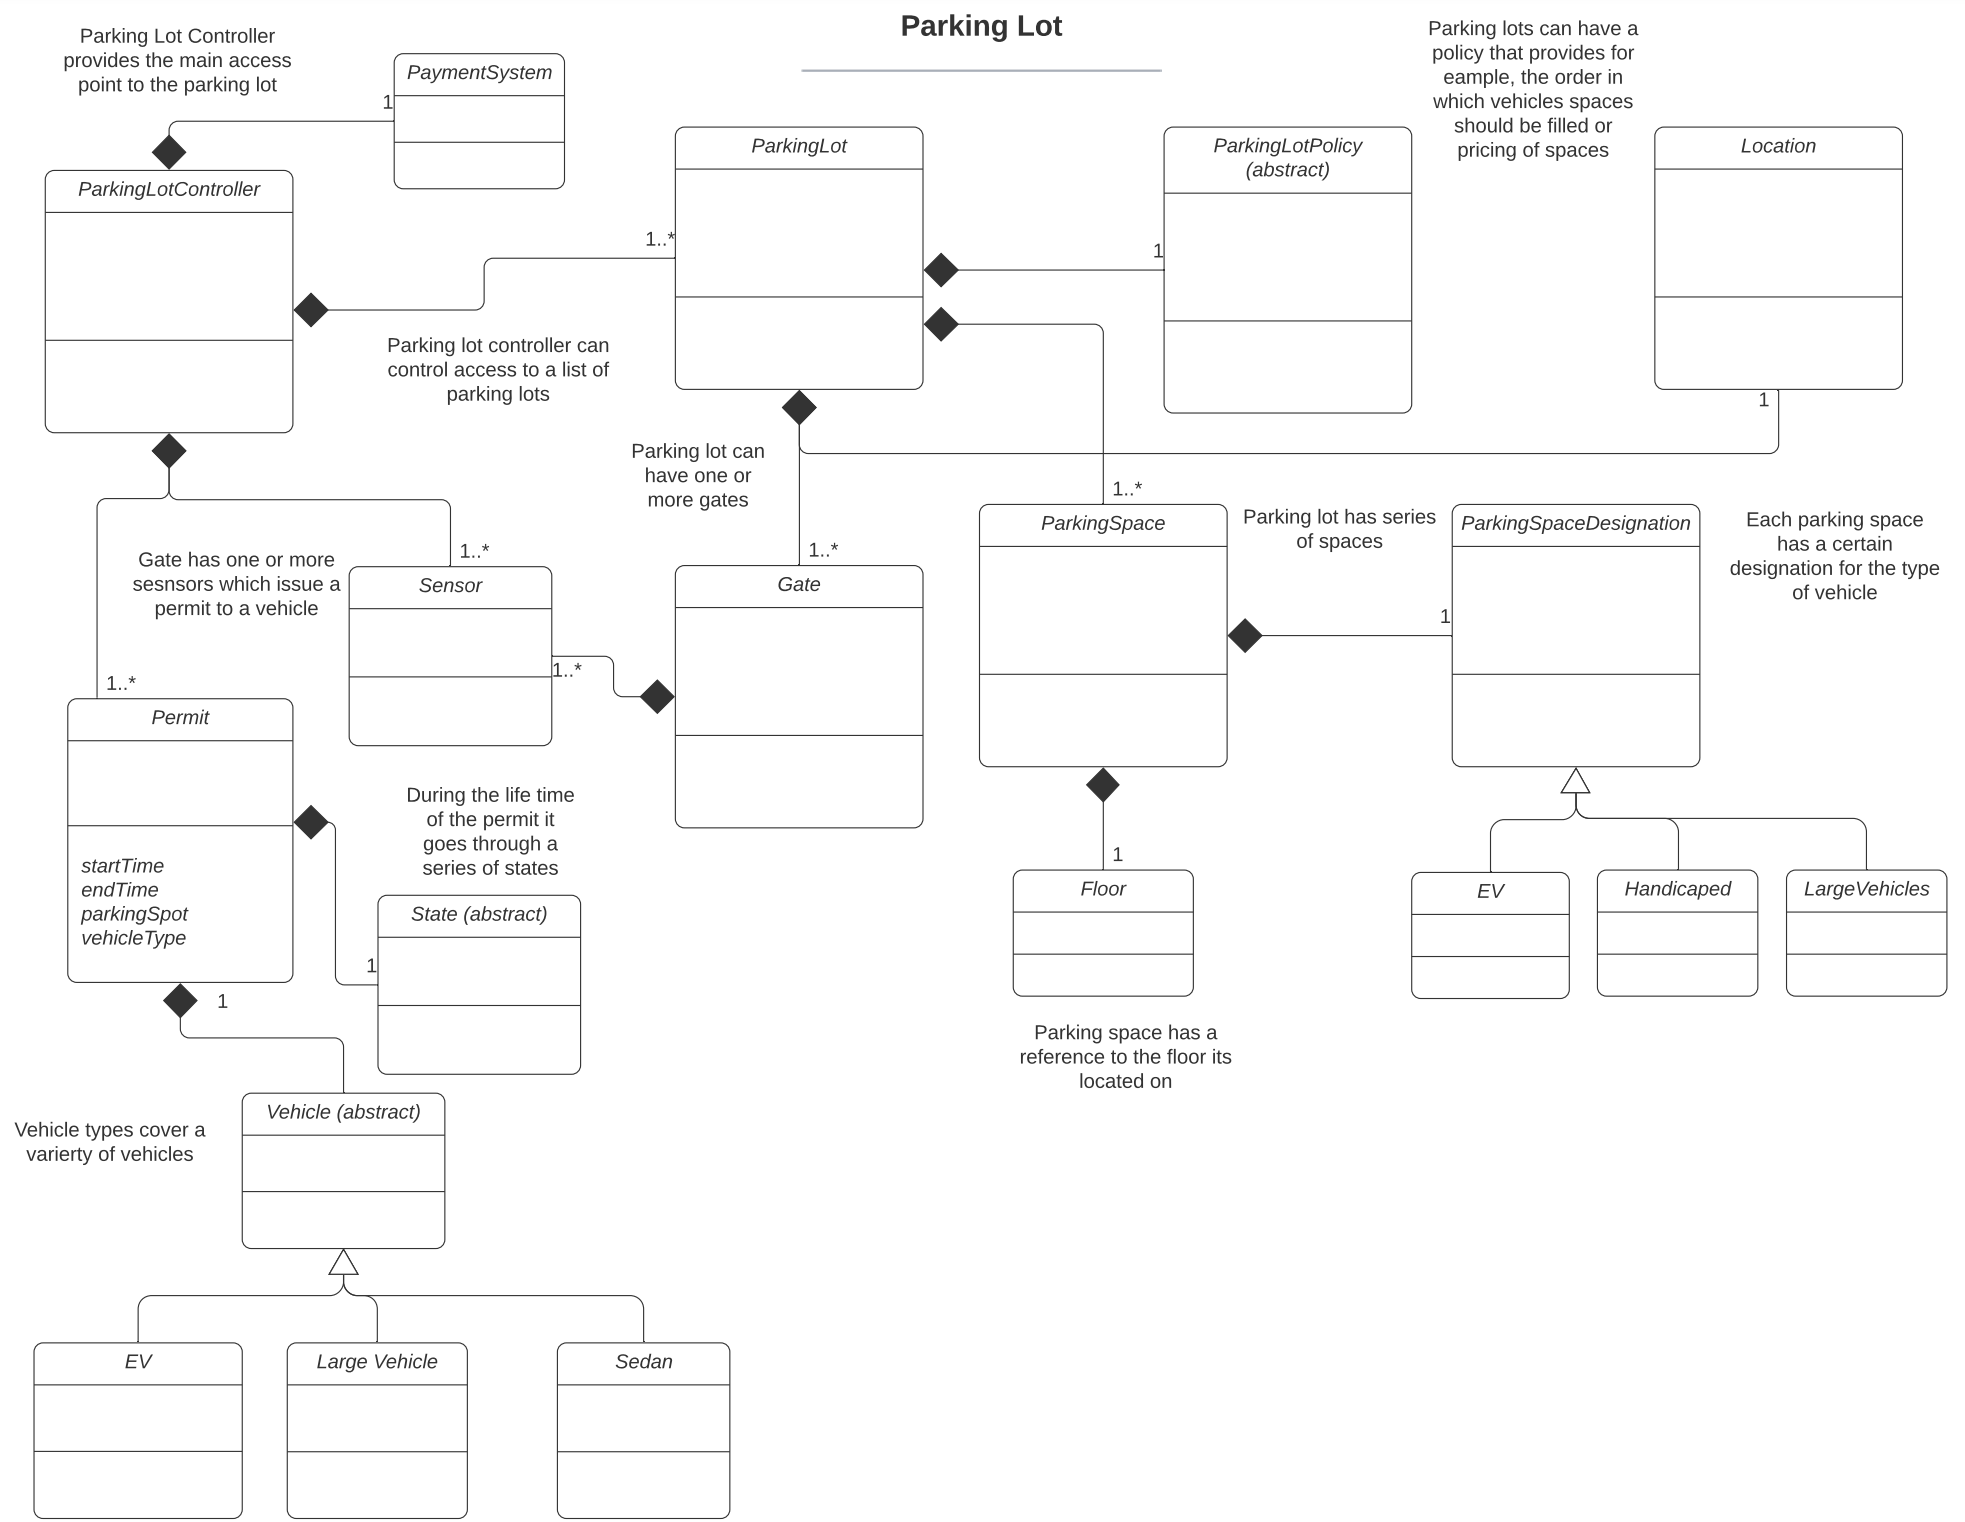 Parking Lot
Parking Lot Controller
provides the main access
point to the parking lot
PaymentSystem
1
Parking lots can have a
policy that provides for
eample, the order in
which vehicles spaces
should be filled or
pricing of spaces
ParkingLot
ParkingLotPolicy
(abstract)
Location
ParkingLotController
1..*
1
Parking lot controller can
control access to a list of
parking lots
1
Parking lot can
have one or
more gates
1..*
ParkingSpace
Parking lot has series
of spaces
ParkingSpaceDesignation
Each parking space
has a certain
designation for the type
of vehicle
Gate has one or more
sesnsors which issue a
permit to a vehicle
1..*
Sensor
1..*
Gate
1
1..*
1..*
Permit
startTime
endTime
parkingSpot
vehicleType
During the life time
of the permit it
goes through a
series of states
State (abstract)
1
1
1
Floor
EV
Handicaped
LargeVehicles
Parking space has a
reference to the floor its
located on
Vehicle (abstract)
Vehicle types cover a
varierty of vehicles
EV
Large Vehicle
Sedan